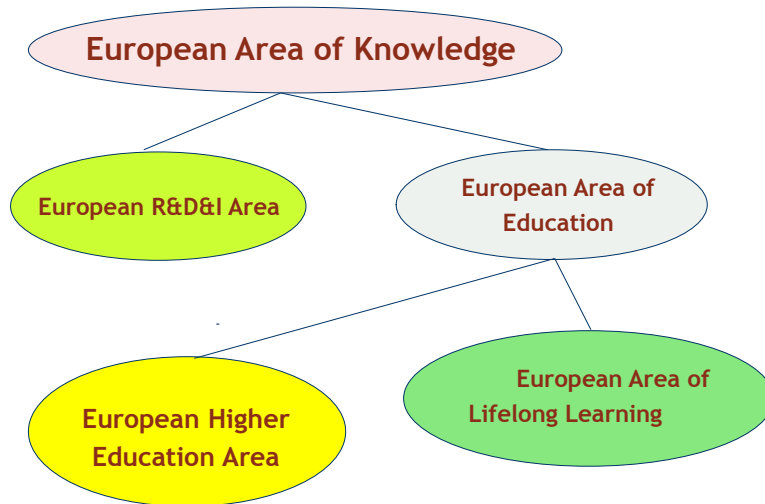 European Area of Knowledge
European R&D&I Area
European Area of
Education
European Higher
Education Area
European Area of
Lifelong Learning